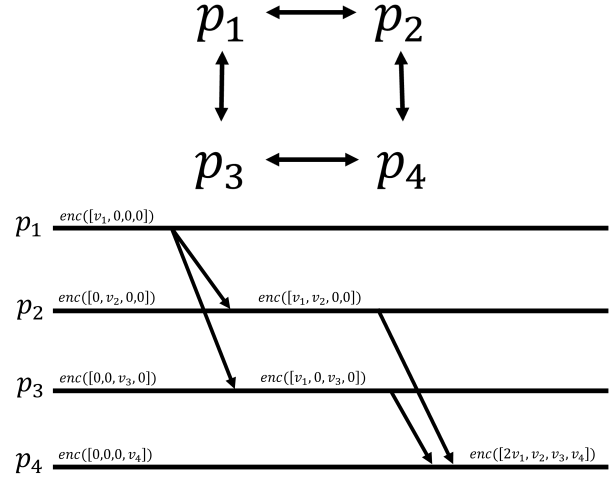 p₁ p₂
p₃ p₄
p₁ enc([v₁,0,0,0])
p₂ enc([0,v₂,0,0]) enc([v₁,v₂,0,0])
p₃ enc([0,0,v₃,0]) enc([v₁,0,v₃,0])
p₄ enc([0,0,0,v₄]) enc([2v₁,v₂,v₃,v₄])